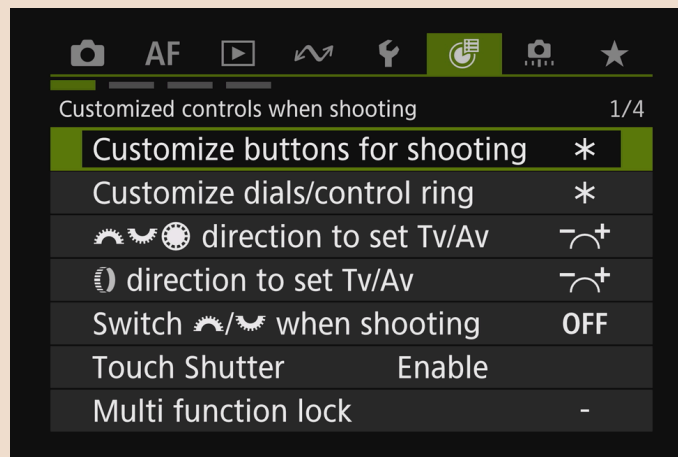 AF
Customized controls when shooting 1/4
Customize buttons for shooting *
Customize dials/control ring *
direction to set Tv/Av -+
direction to set Tv/Av -+
Switch / when shooting OFF
Touch Shutter Enable
Multi function lock -